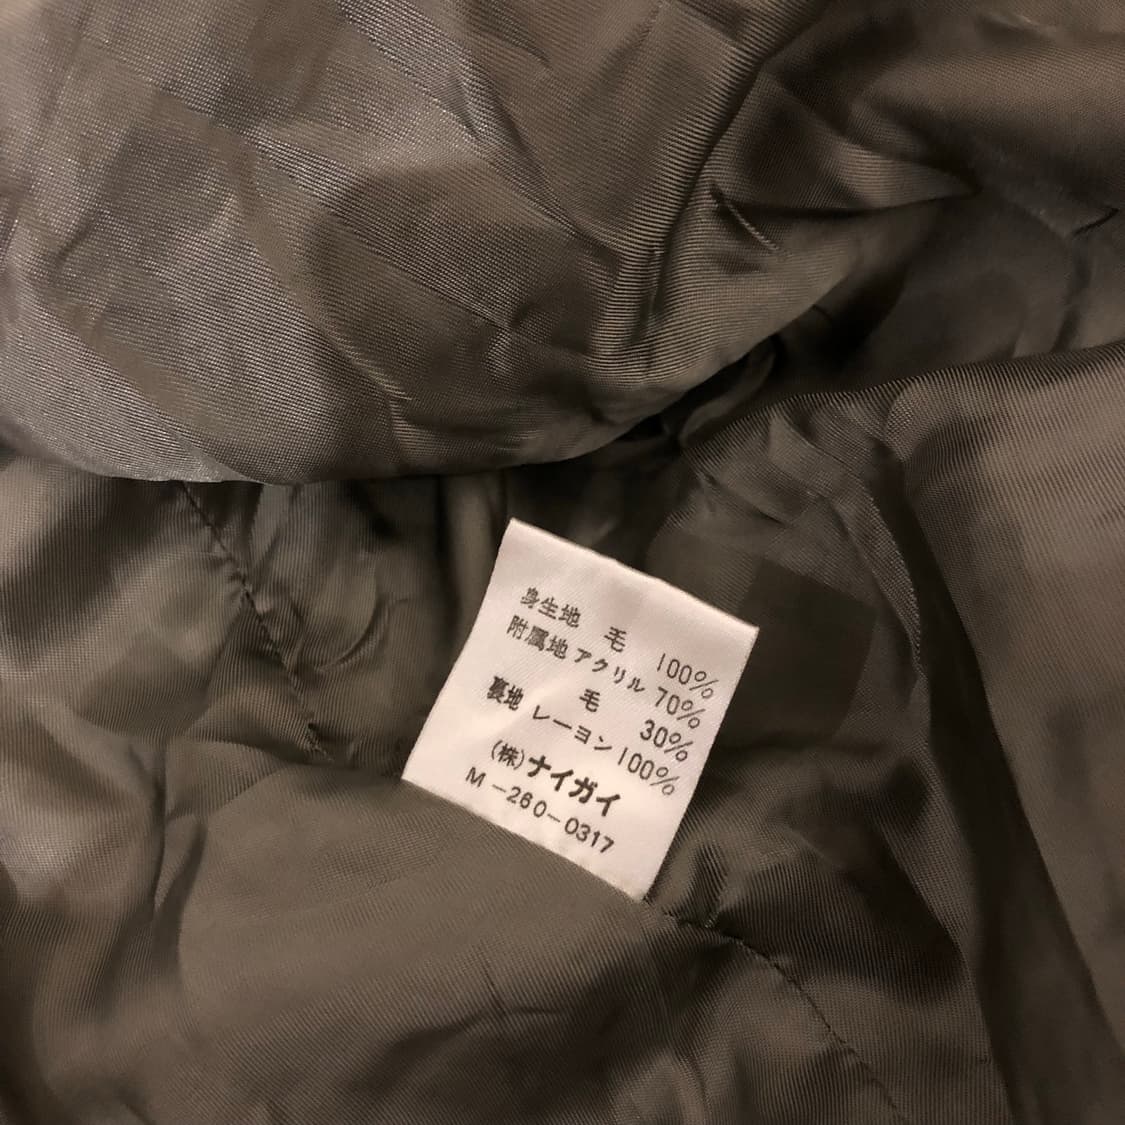 身生地 毛 100%
附属地 アクリル 70%
毛 30%
裏地 レーヨン 100%
(株)ナイガイ
M-260-0317